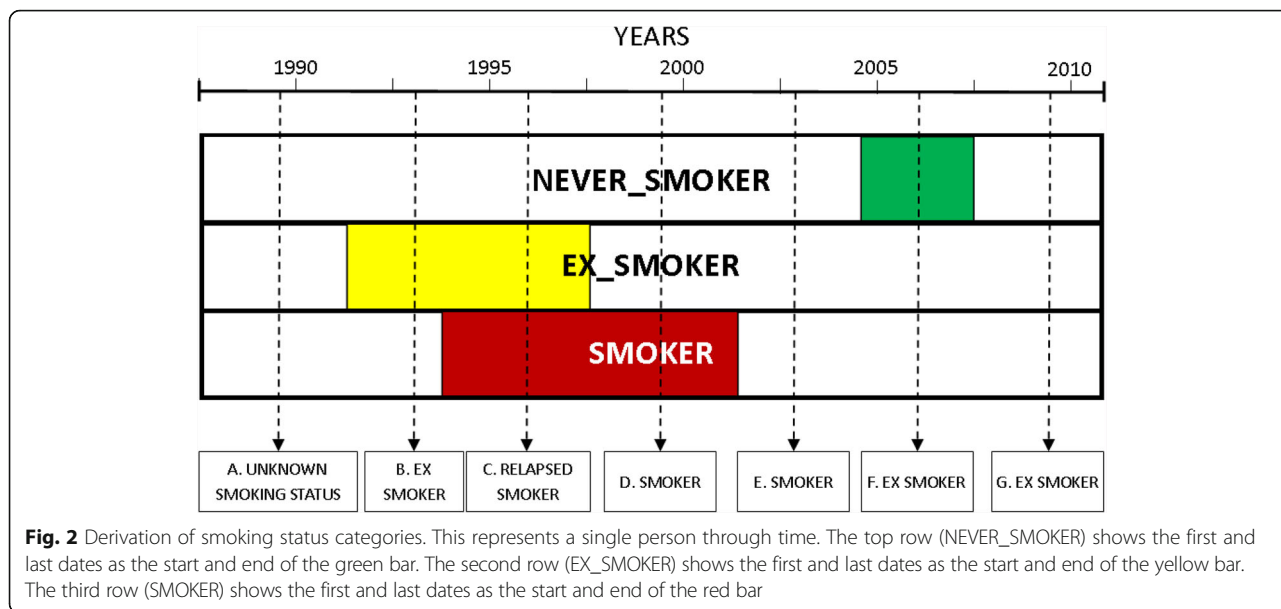 YEARS
1990 1995 2000 2005 2010
NEVER_SMOKER
EX_SMOKER
SMOKER
A. UNKNOWN
SMOKING STATUS
B. EX
SMOKER
C. RELAPSED
SMOKER
D. SMOKER
E. SMOKER
F. EX SMOKER
G. EX SMOKER
Fig. 2 Derivation of smoking status categories. This represents a single person through time. The top row (NEVER_SMOKER) shows the first and
last dates as the start and end of the green bar. The second row (EX_SMOKER) shows the first and last dates as the start and end of the yellow bar.
The third row (SMOKER) shows the first and last dates as the start and end of the red bar